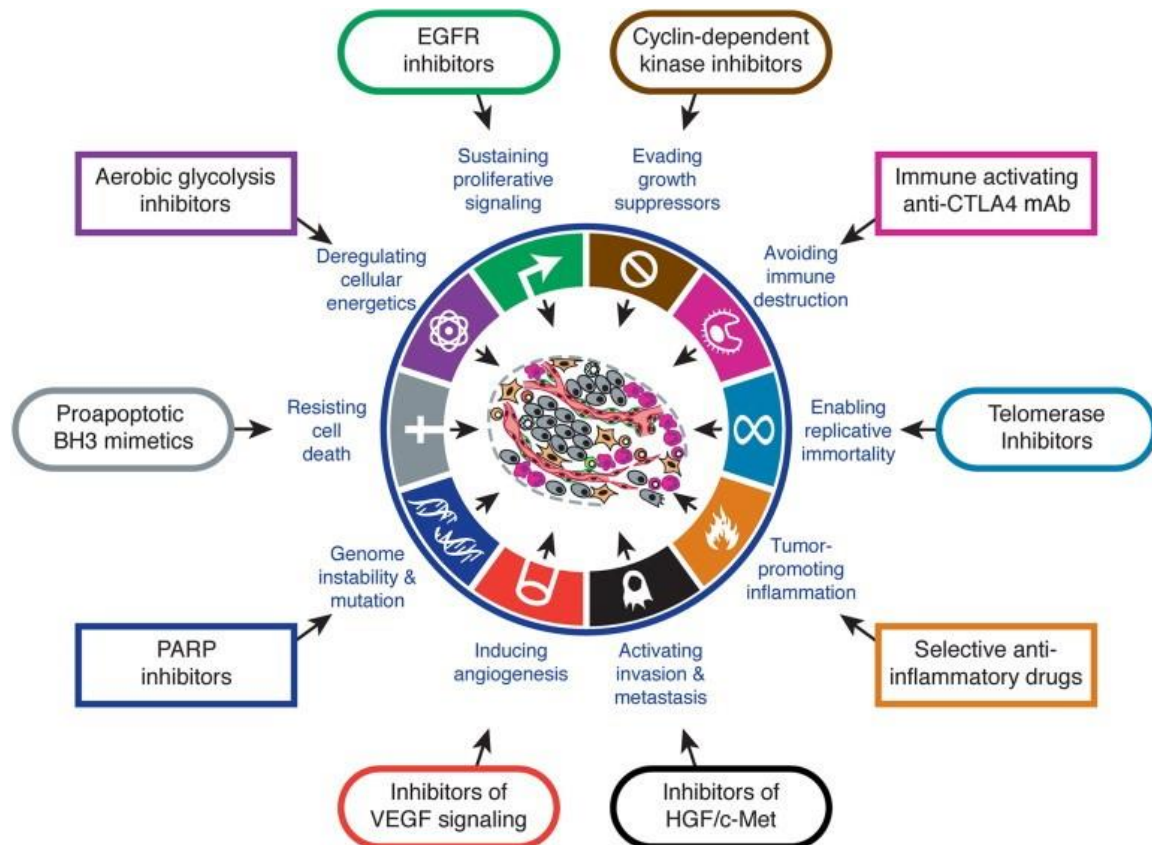 EGFR
inhibitors
Cyclin-dependent
kinase inhibitors
Sustaining
proliferative
signaling
Evading
growth
suppressors
Aerobic glycolysis
inhibitors
Immune activating
anti-CTLA4 mAb
Deregulating
cellular
energetics
Avoiding
immune
destruction
Proapoptotic
BH3 mimetics
Resisting
cell
death
Enabling
replicative
immortality
Telomerase
Inhibitors
Genome
instability &
mutation
Tumor-
promoting
inflammation
PARP
inhibitors
Inducing
angiogenesis
Activating
invasion &
metastasis
Selective anti-
inflammatory drugs
Inhibitors of
VEGF signaling
Inhibitors of
HGF/c-Met